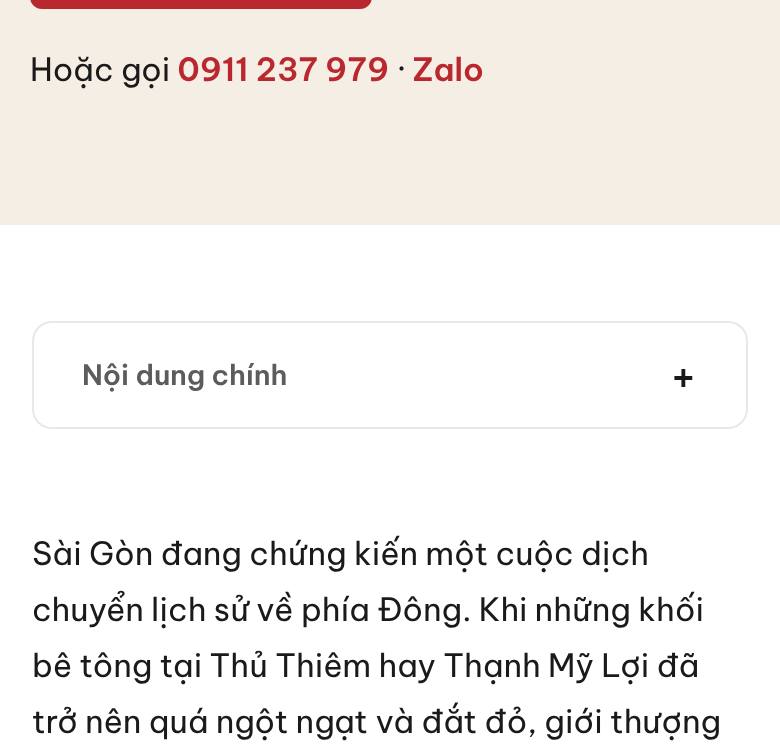 Hoặc gọi 0911 237 979 · Zalo
Nội dung chính +
Sài Gòn đang chứng kiến một cuộc dịch
chuyển lịch sử về phía Đông. Khi những khối
bê tông tại Thủ Thiêm hay Thạnh Mỹ Lợi đã
trở nên quá ngột ngạt và đắt đỏ, giới thượng